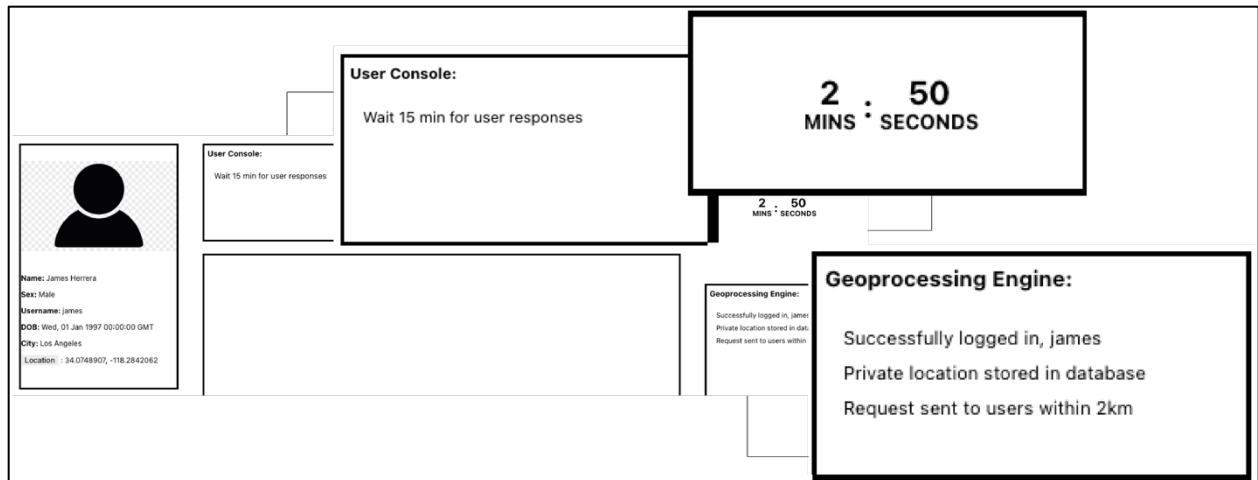 User Console:
Wait 15 min for user responses
2 : 50
MINS SECONDS
User Console:
Wait 15 min for user responses
2 : 50
MINS SECONDS
Name: James Herrera
Sex: Male
Username: james
DOB: Wed, 01 Jan 1997 00:00:00 GMT
City: Los Angeles
Location : 34.0748907, -118.2842062
Geoprocessing Engine:
Successfully logged in, james
Private location stored in
Request sent to users within
Geoprocessing Engine:
Successfully logged in, james
Private location stored in database
Request sent to users within 2km